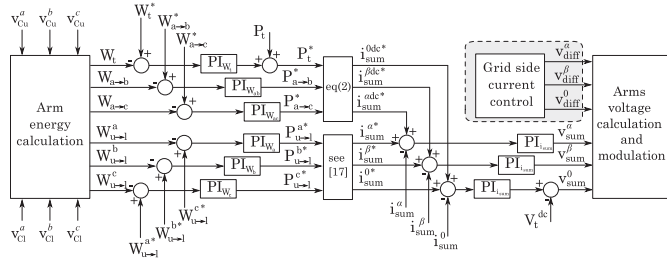 v_Cu^a v_Cu^b v_Cu^c
W_t^* W_a→b^* W_a→c^* P_t
W_t PI_Wt P_t^* i_sum^0dc*
W_a→b PI_Wab P_a→b^* i_sum^βdc*
W_a→c P_a→c^* i_sum^αdc*
Arm energy calculation
eq(2)
Grid side current control
v_diff^α
v_diff^β
v_diff^0
Arms voltage calculation and modulation
W_u→l^a P_u→l^a* i_sum^α* PI_isum v_sum^α
W_u→l^b PI_Wb P_u→l^b* see [17] i_sum^β* PI_isum v_sum^β
W_u→l^c P_u→l^c* i_sum^0* PI_isum v_sum^0
v_Cl^a v_Cl^b v_Cl^c
W_u→l^a* W_u→l^b* W_u→l^c*
i_sum^α i_sum^β i_sum^0
V_t^dc